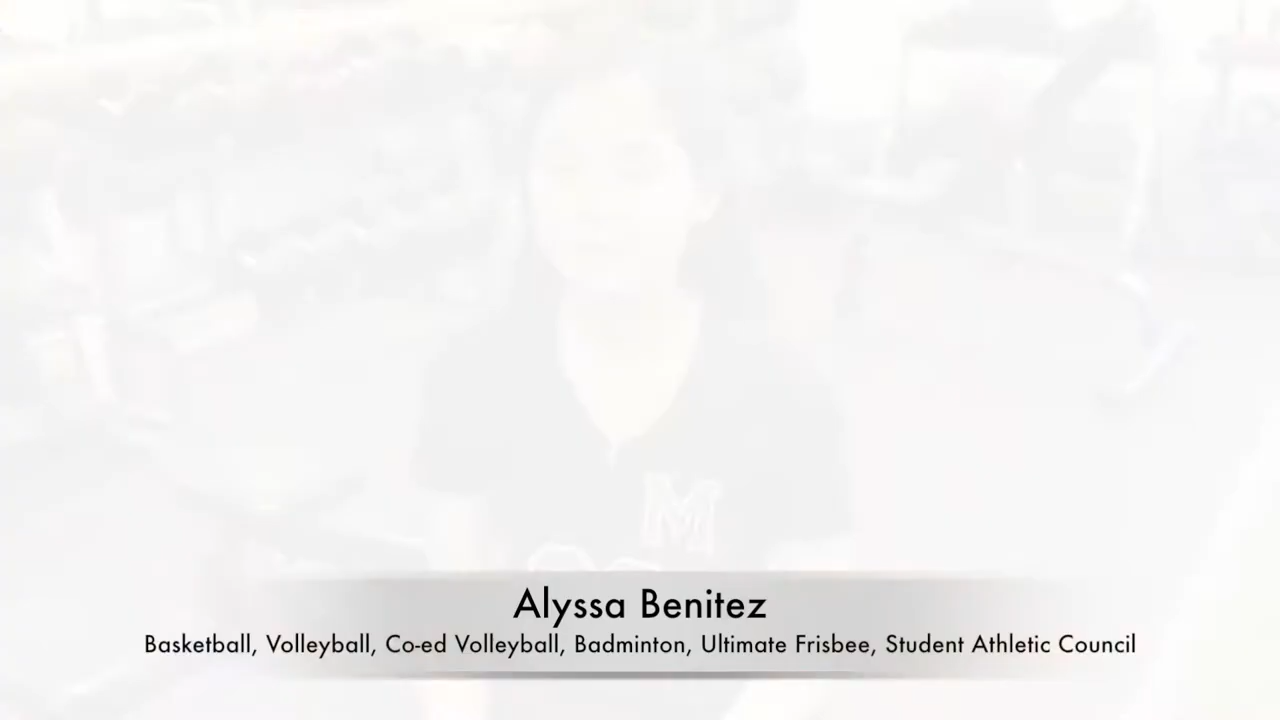 M
Alyssa Benitez
Basketball, Volleyball, Co-ed Volleyball, Badminton, Ultimate Frisbee, Student Athletic Council